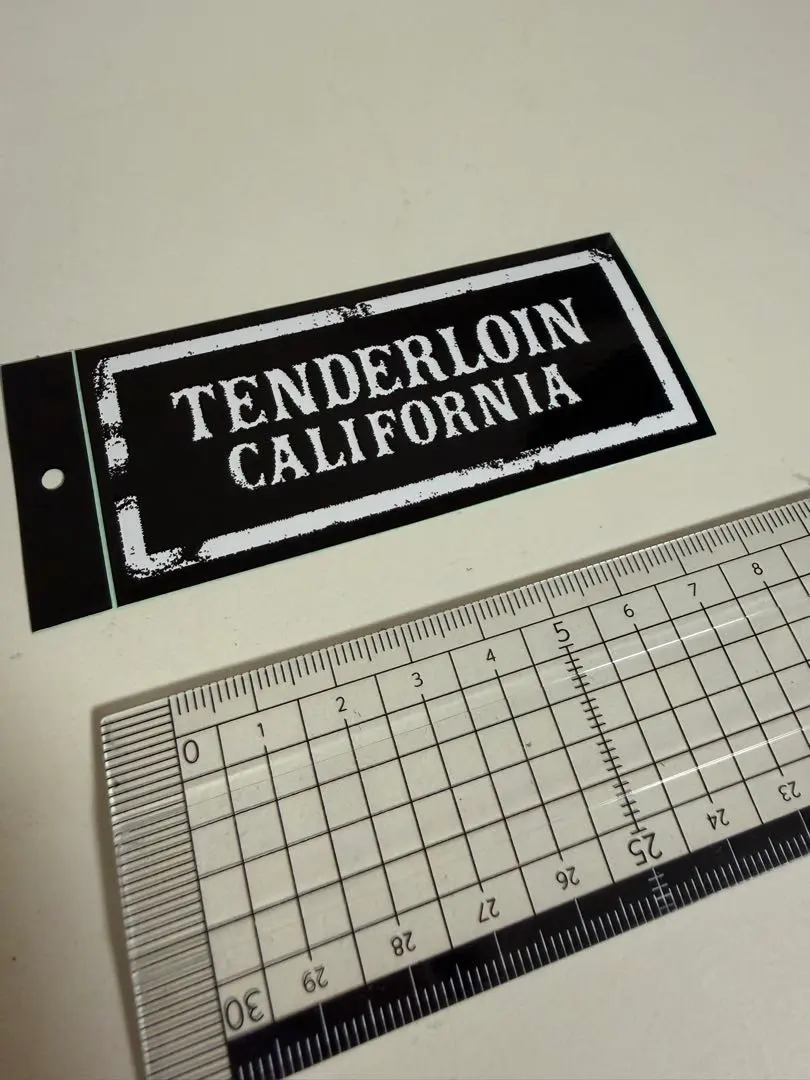 TENDERLOIN
CALIFORNIA
0 1 2 3 4 5 6 7 8
30 29 28 27 26 25 24 23